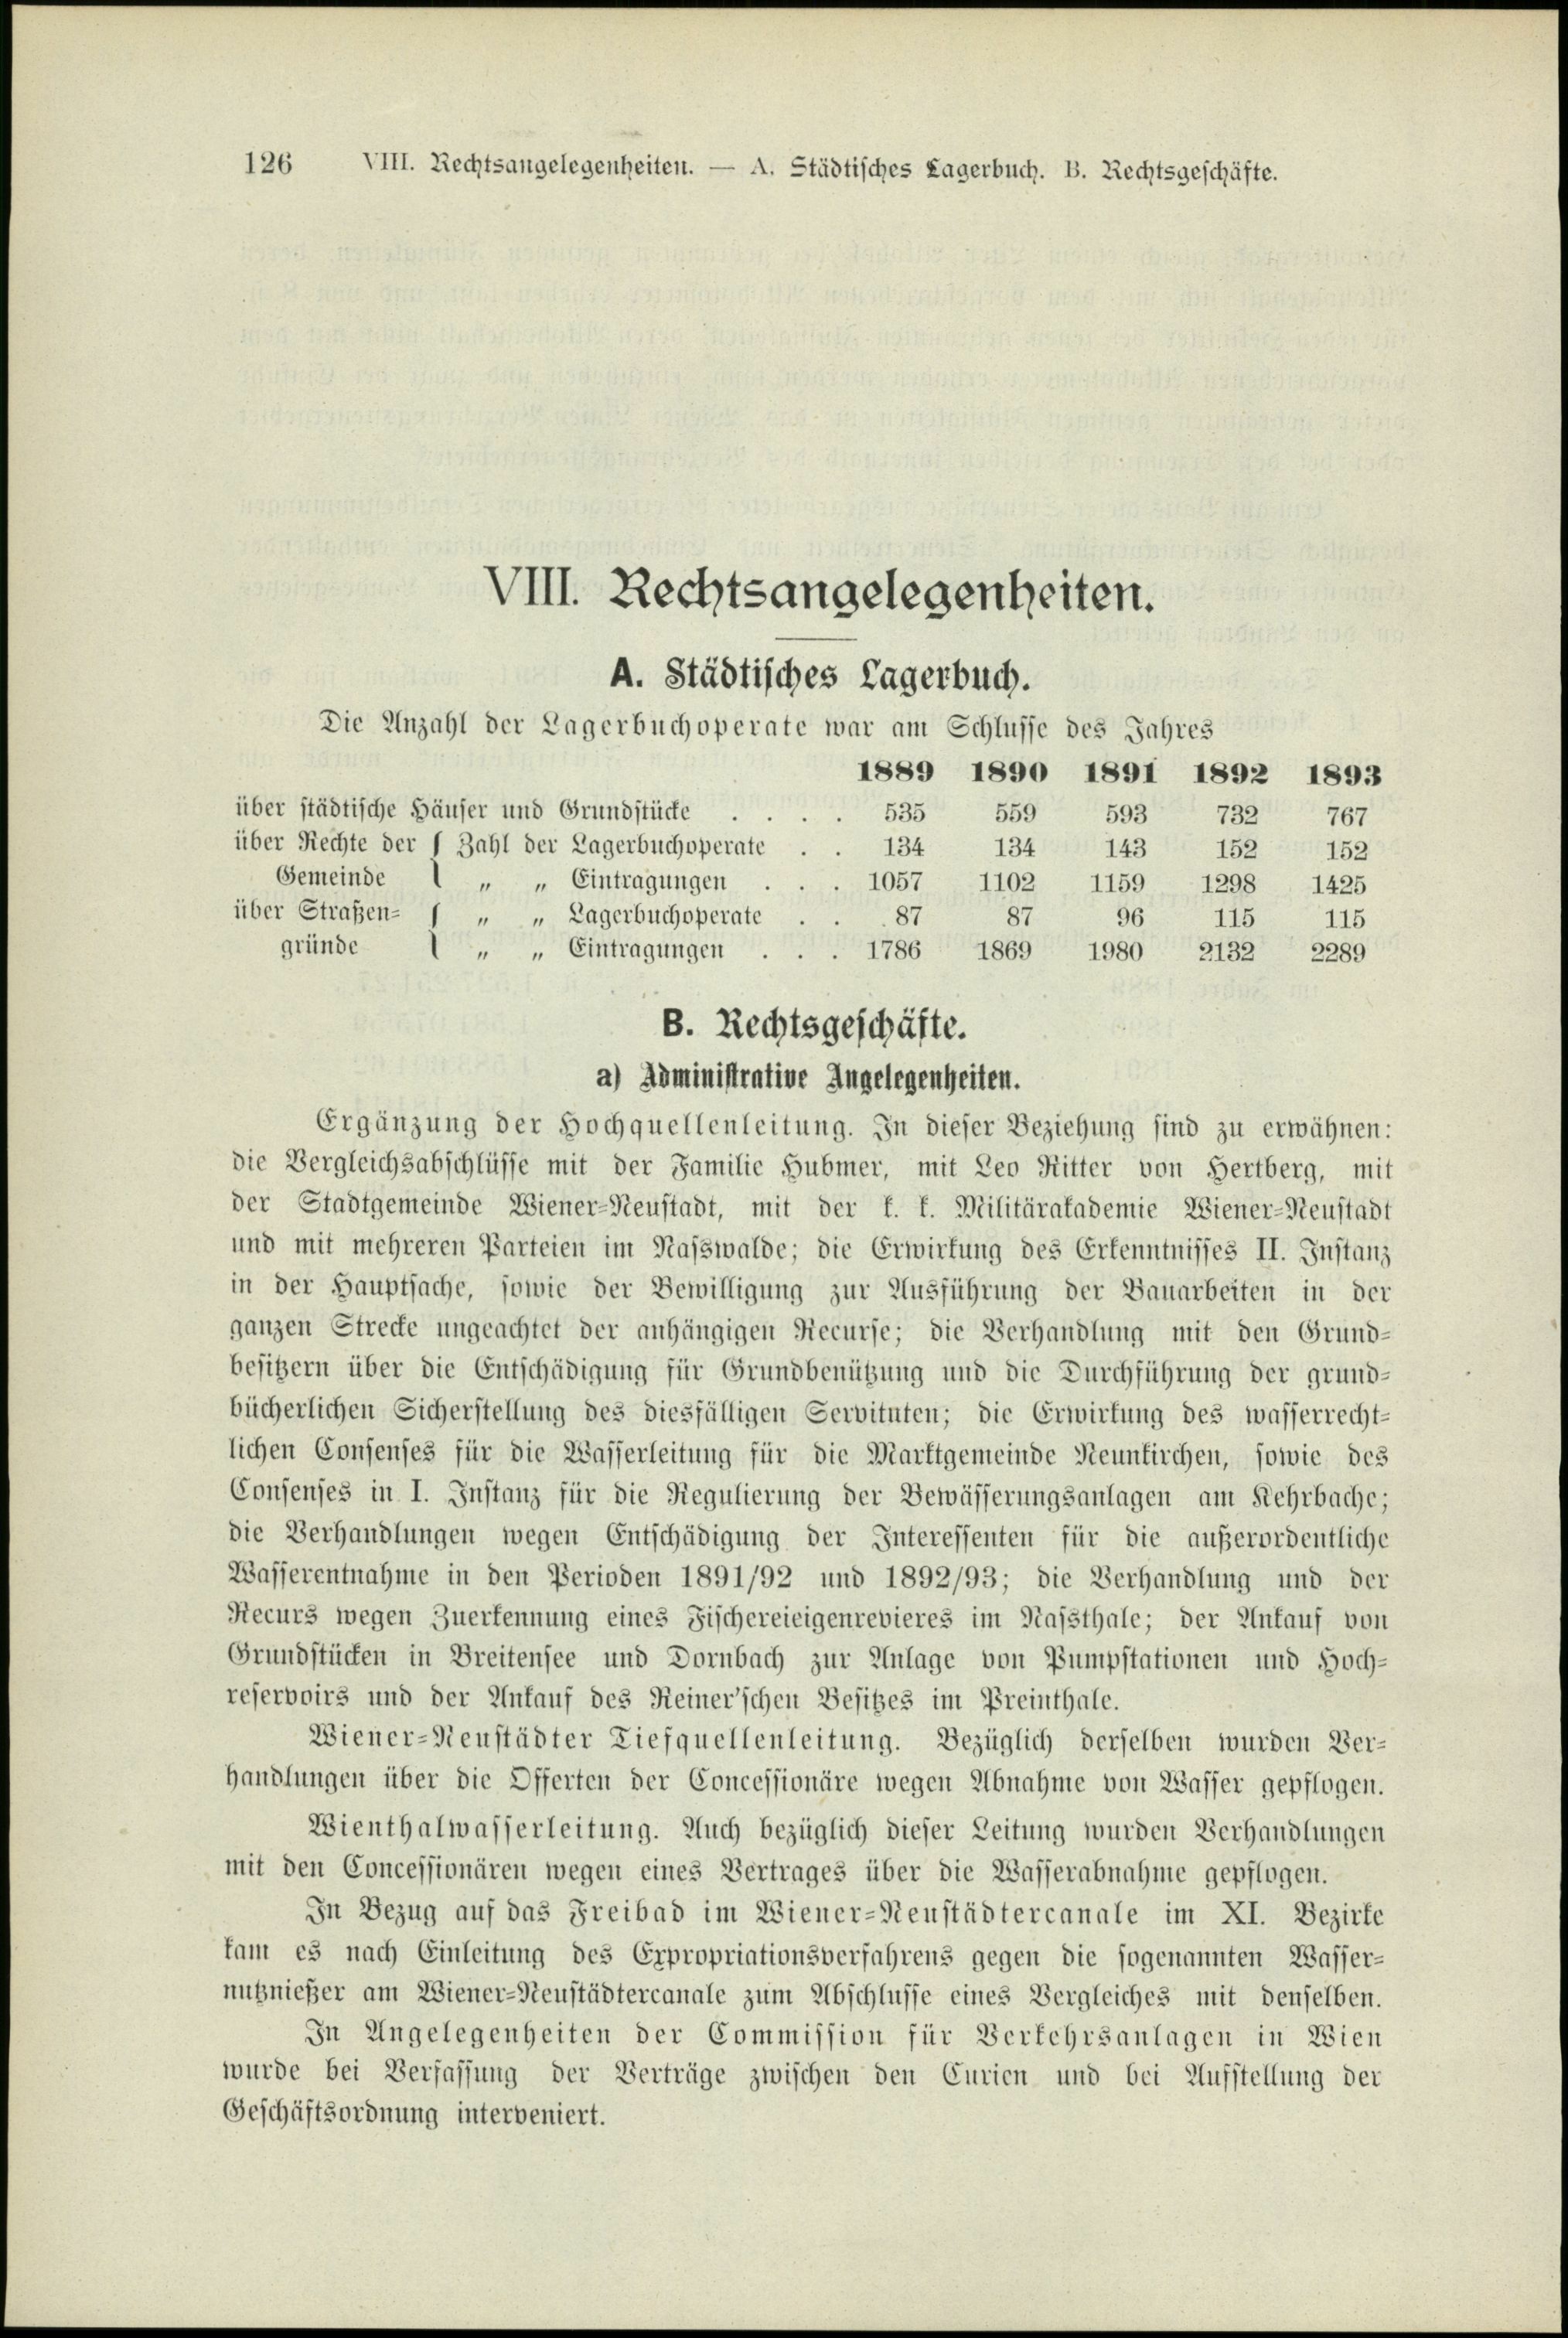 126 VIII. Rechtsangelegenheiten. — A. Städtisches Lagerbuch. B. Rechtsgeschäfte.
VIII. Rechtsangelegenheiten.
A. Städtisches Lagerbuch.
Die Anzahl der Lagerbuchoperate war am Schlusse des Jahres
1889 1890 1891 1892 1893
über städtische Häuser und Grundstücke . . . . 535 559 593 732 767
über Rechte der { Zahl der Lagerbuchoperate . . 134 134 143 152 152
Gemeinde { „ „ Eintragungen . . . 1057 1102 1159 1298 1425
über Straßen- { „ „ Lagerbuchoperate . . 87 87 96 115 115
gründe { „ „ Eintragungen . . . 1786 1869 1980 2132 2289
B. Rechtsgeschäfte.
a) Administrative Angelegenheiten.
Ergänzung der Hochquellenleitung. In dieser Beziehung sind zu erwähnen:
die Vergleichsabschlüsse mit der Familie Hubmer, mit Leo Ritter von Hertberg, mit
der Stadtgemeinde Wiener-Neustadt, mit der k. k. Militärakademie Wiener-Neustadt
und mit mehreren Parteien im Nasswalde; die Erwirkung des Erkenntnisses II. Instanz
in der Hauptsache, sowie der Bewilligung zur Ausführung der Bauarbeiten in der
ganzen Strecke ungeachtet der anhängigen Recurse; die Verhandlung mit den Grund-
besitzern über die Entschädigung für Grundbenützung und die Durchführung der grund-
bücherlichen Sicherstellung des diesfälligen Servituten; die Erwirkung des wasserrecht-
lichen Consenses für die Wasserleitung für die Marktgemeinde Neunkirchen, sowie des
Consenses in I. Instanz für die Regulierung der Bewässerungsanlagen am Kehrbache;
die Verhandlungen wegen Entschädigung der Interessenten für die außerordentliche
Wasserentnahme in den Perioden 1891/92 und 1892/93; die Verhandlung und der
Recurs wegen Zuerkennung eines Fischereieigenrevieres im Nassthale; der Ankauf von
Grundstücken in Breitensee und Dornbach zur Anlage von Pumpstationen und Hoch-
reservoirs und der Ankauf des Reiner'schen Besitzes im Preinthale.
Wiener-Neustädter Tiefquellenleitung. Bezüglich derselben wurden Ver-
handlungen über die Offerten der Concessionäre wegen Abnahme von Wasser gepflogen.
Wienthalwasserleitung. Auch bezüglich dieser Leitung wurden Verhandlungen
mit den Concessionären wegen eines Vertrages über die Wasserabnahme gepflogen.
In Bezug auf das Freibad im Wiener-Neustädtercanale im XI. Bezirke
kam es nach Einleitung des Expropriationsverfahrens gegen die sogenannten Wasser-
nutznießer am Wiener-Neustädtercanale zum Abschlusse eines Vergleiches mit denselben.
In Angelegenheiten der Commission für Verkehrsanlagen in Wien
wurde bei Verfassung der Verträge zwischen den Curien und bei Aufstellung der
Geschäftsordnung interveniert.